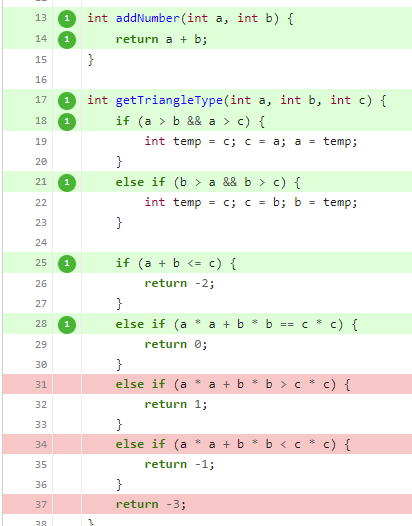 13 1 int addNumber(int a, int b) {
14 1 return a + b;
15 }
16
17 1 int getTriangleType(int a, int b, int c) {
18 1 if (a > b && a > c) {
19 int temp = c; c = a; a = temp;
20 }
21 1 else if (b > a && b > c) {
22 int temp = c; c = b; b = temp;
23 }
24
25 1 if (a + b <= c) {
26 return -2;
27 }
28 1 else if (a * a + b * b == c * c) {
29 return 0;
30 }
31 else if (a * a + b * b > c * c) {
32 return 1;
33 }
34 else if (a * a + b * b < c * c) {
35 return -1;
36 }
37 return -3;
38 }